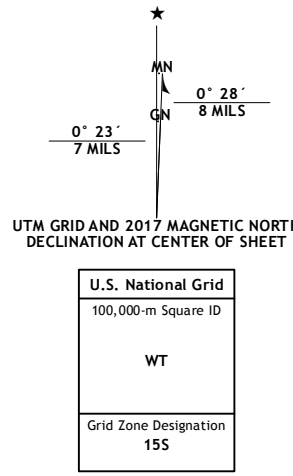 ★
MN
0° 28´
8 MILS
GN
0° 23´
7 MILS
UTM GRID AND 2017 MAGNETIC NORTH
DECLINATION AT CENTER OF SHEET
U.S. National Grid
100,000-m Square ID
WT
Grid Zone Designation
15S